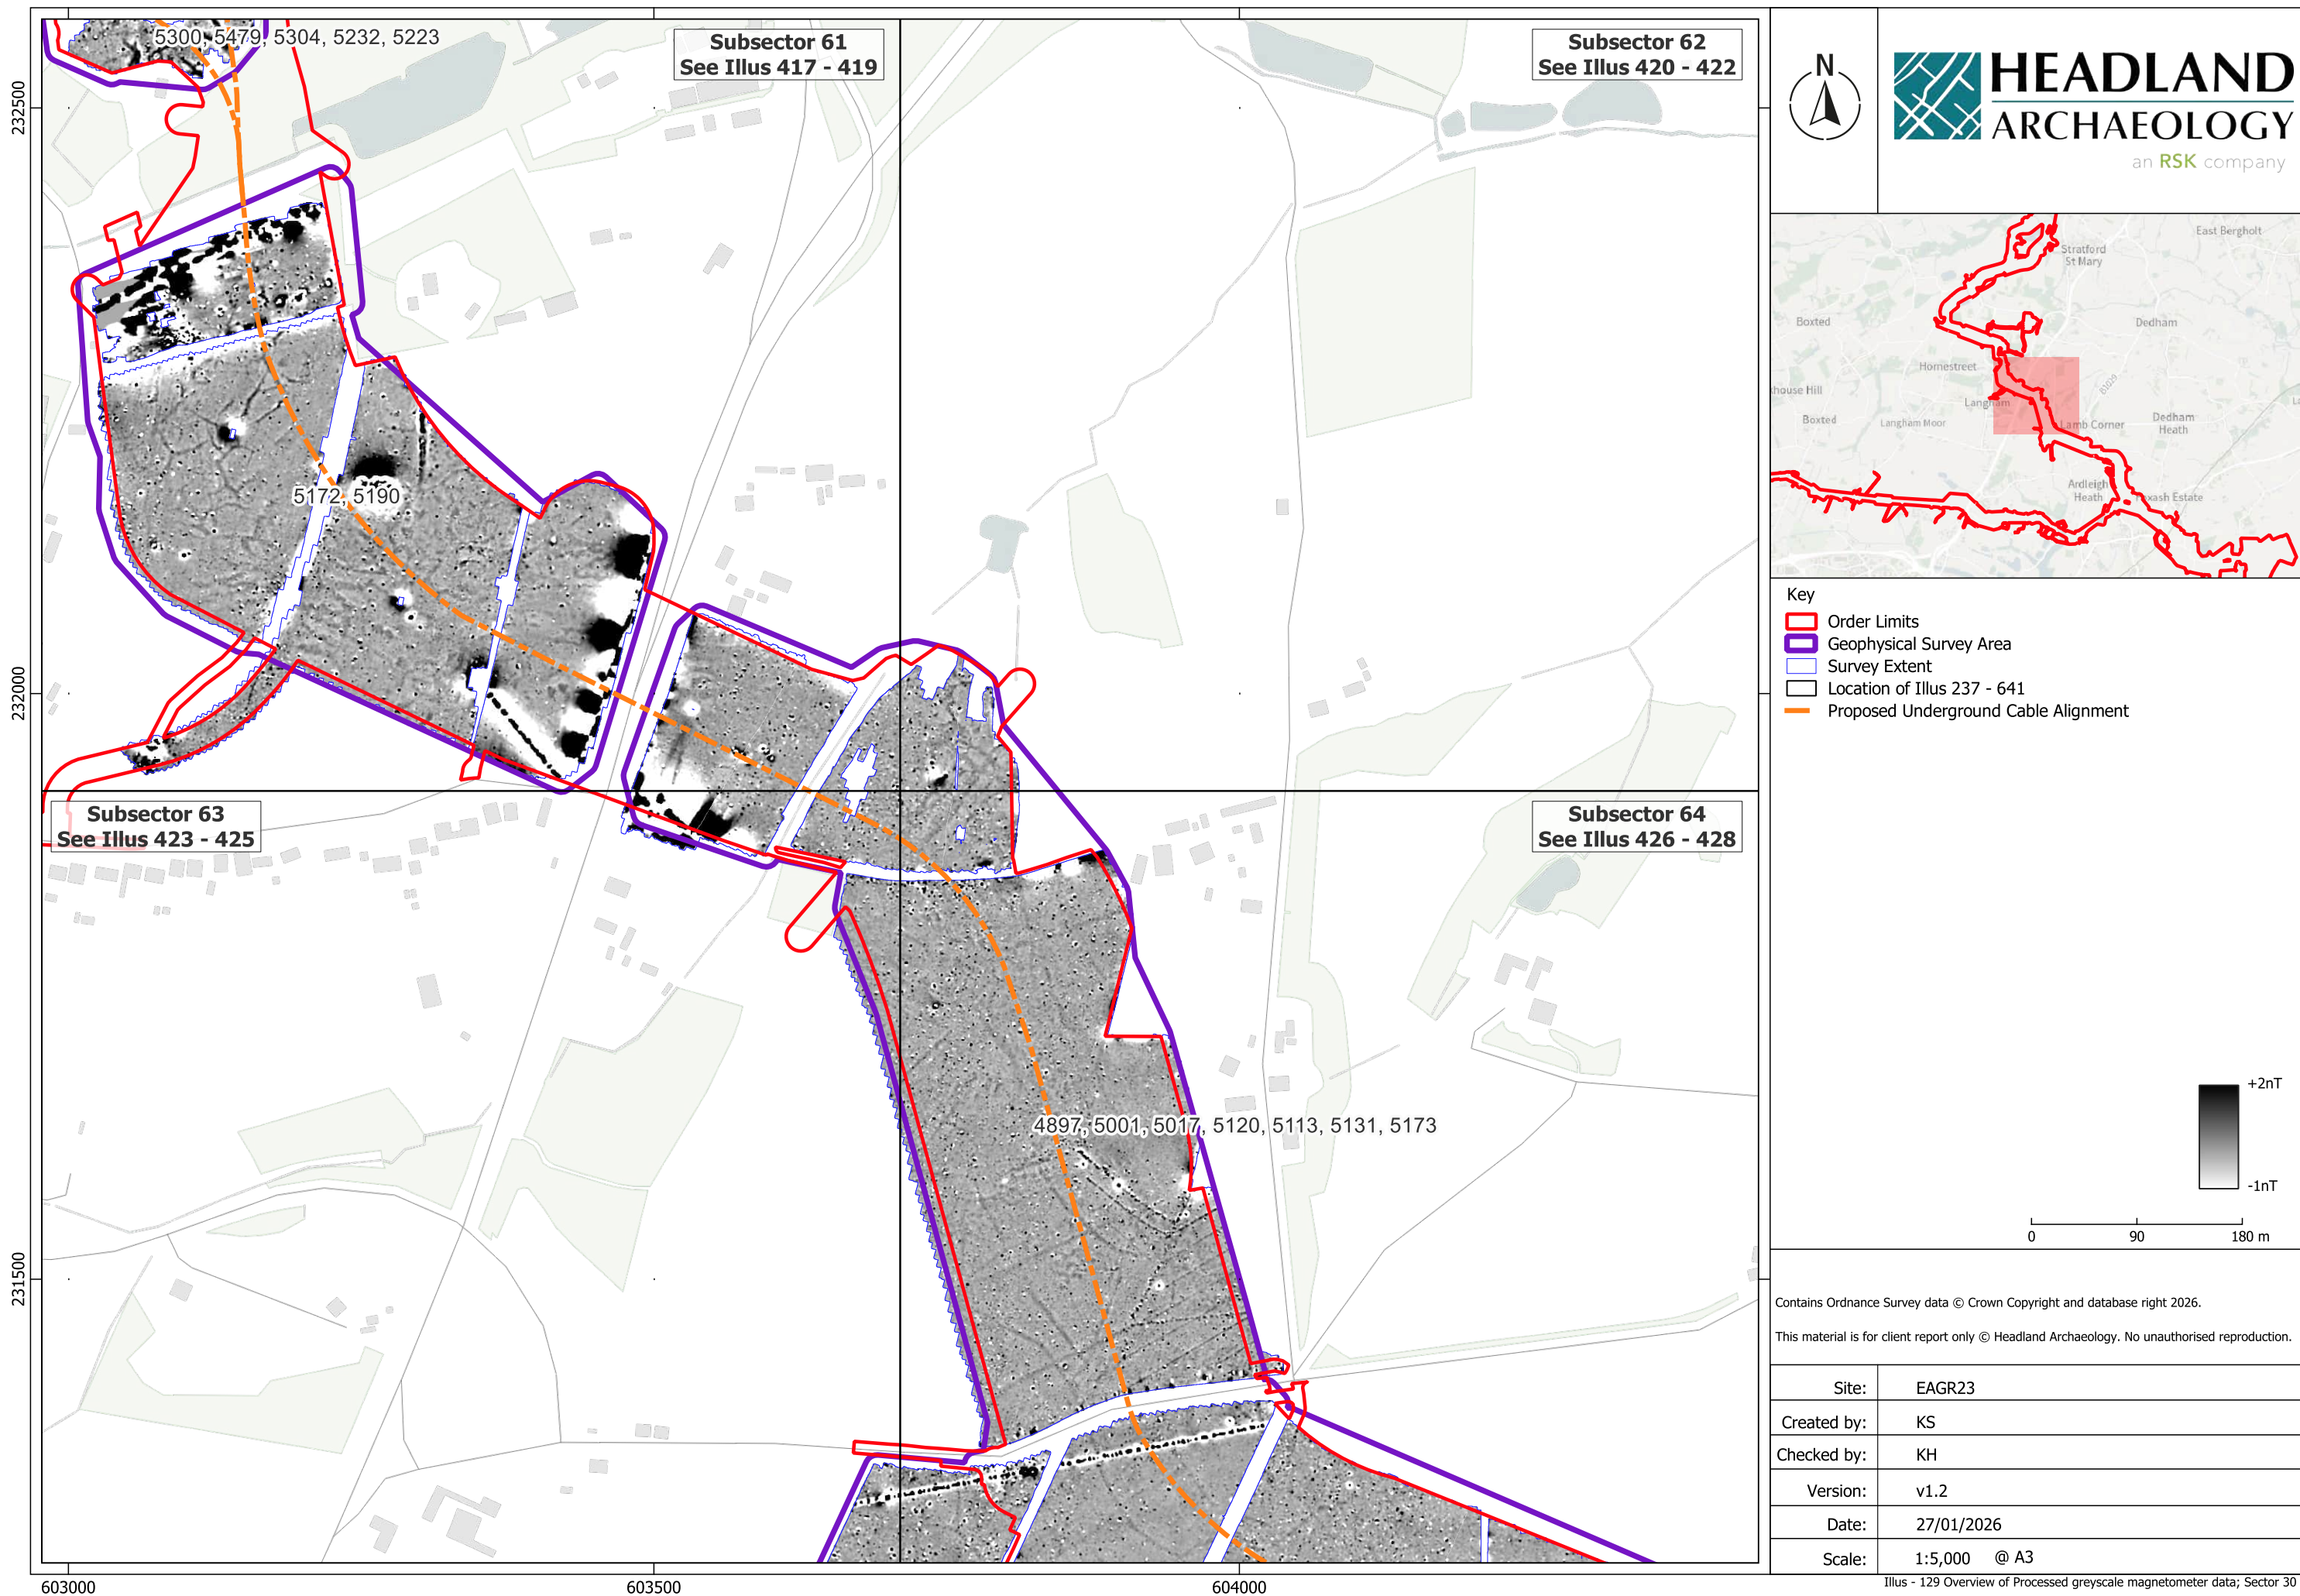 5300, 5479, 5304, 5232, 5223
Subsector 61
See Illus 417 - 419
Subsector 62
See Illus 420 - 422
232500
5172, 5190
232000
Subsector 63
See Illus 423 - 425
Subsector 64
See Illus 426 - 428
4897, 5001, 5017, 5120, 5113, 5131, 5173
231500
603000
603500
604000
N
HEADLAND
ARCHAEOLOGY
an RSK company
East Bergholt
Stratford
St Mary
Boxted
Dedham
Hornestreet
house Hill
B1029
Langham
Boxted
Langham Moor
Lamb Corner
Dedham
Heath
Ardleigh
Heath
oxash Estate
Key
Order Limits
Geophysical Survey Area
Survey Extent
Location of Illus 237 - 641
Proposed Underground Cable Alignment
+2nT
-1nT
0 90 180 m
Contains Ordnance Survey data © Crown Copyright and database right 2026.
This material is for client report only © Headland Archaeology. No unauthorised reproduction.
Site: EAGR23
Created by: KS
Checked by: KH
Version: v1.2
Date: 27/01/2026
Scale: 1:5,000 @ A3
Illus - 129 Overview of Processed greyscale magnetometer data; Sector 30